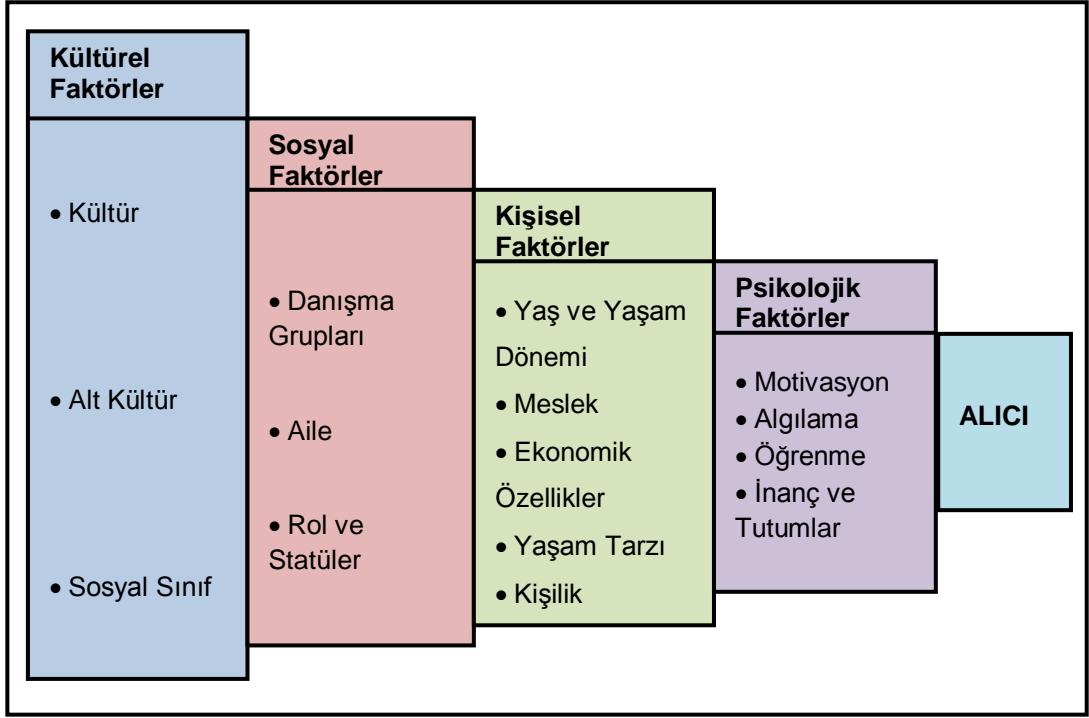 Kültürel
Faktörler
• Kültür
• Alt Kültür
• Sosyal Sınıf
Sosyal
Faktörler
• Danışma
Grupları
• Aile
• Rol ve
Statüler
Kişisel
Faktörler
• Yaş ve Yaşam
Dönemi
• Meslek
• Ekonomik
Özellikler
• Yaşam Tarzı
• Kişilik
Psikolojik
Faktörler
• Motivasyon
• Algılama
• Öğrenme
• İnanç ve
Tutumlar
ALICI